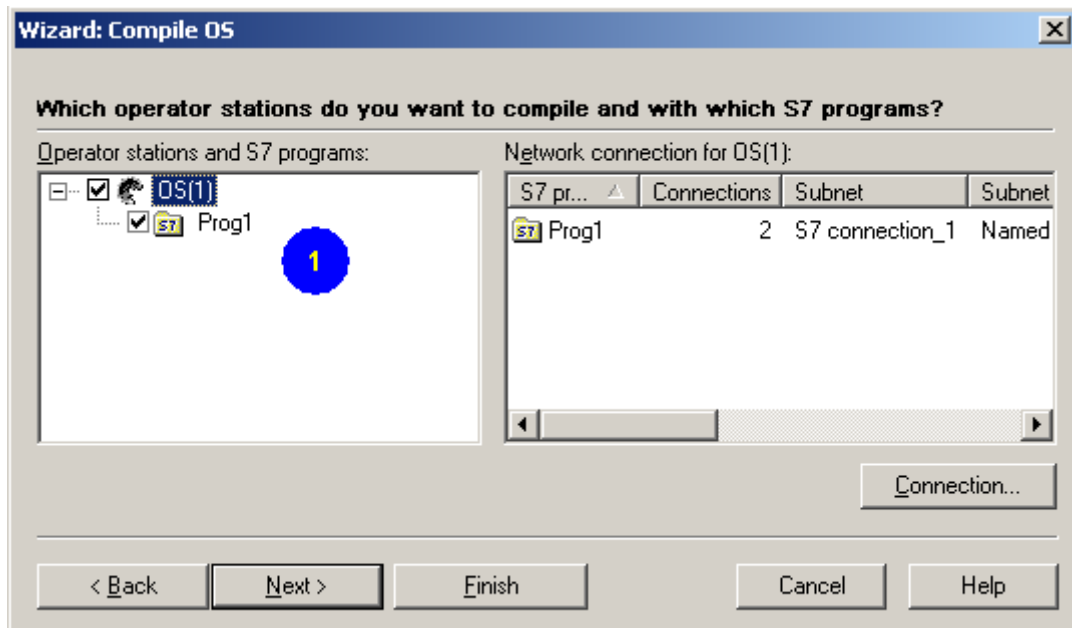 Wizard: Compile OS
Which operator stations do you want to compile and with which S7 programs?
Operator stations and S7 programs:
Network connection for OS(1):
OS(1)
S7 Prog1
1
S7 pr... Connections Subnet Subnet
S7 Prog1 2 S7 connection_1 Named
Connection...
< Back Next > Finish Cancel Help